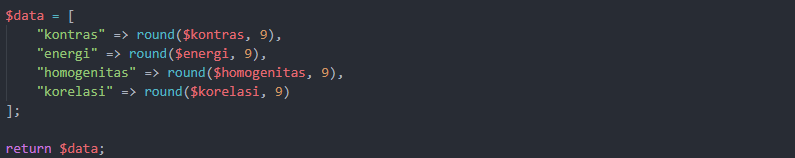 $data = [
    "kontras" => round($kontras, 9),
    "energi" => round($energi, 9),
    "homogenitas" => round($homogenitas, 9),
    "korelasi" => round($korelasi, 9)
];
return $data;